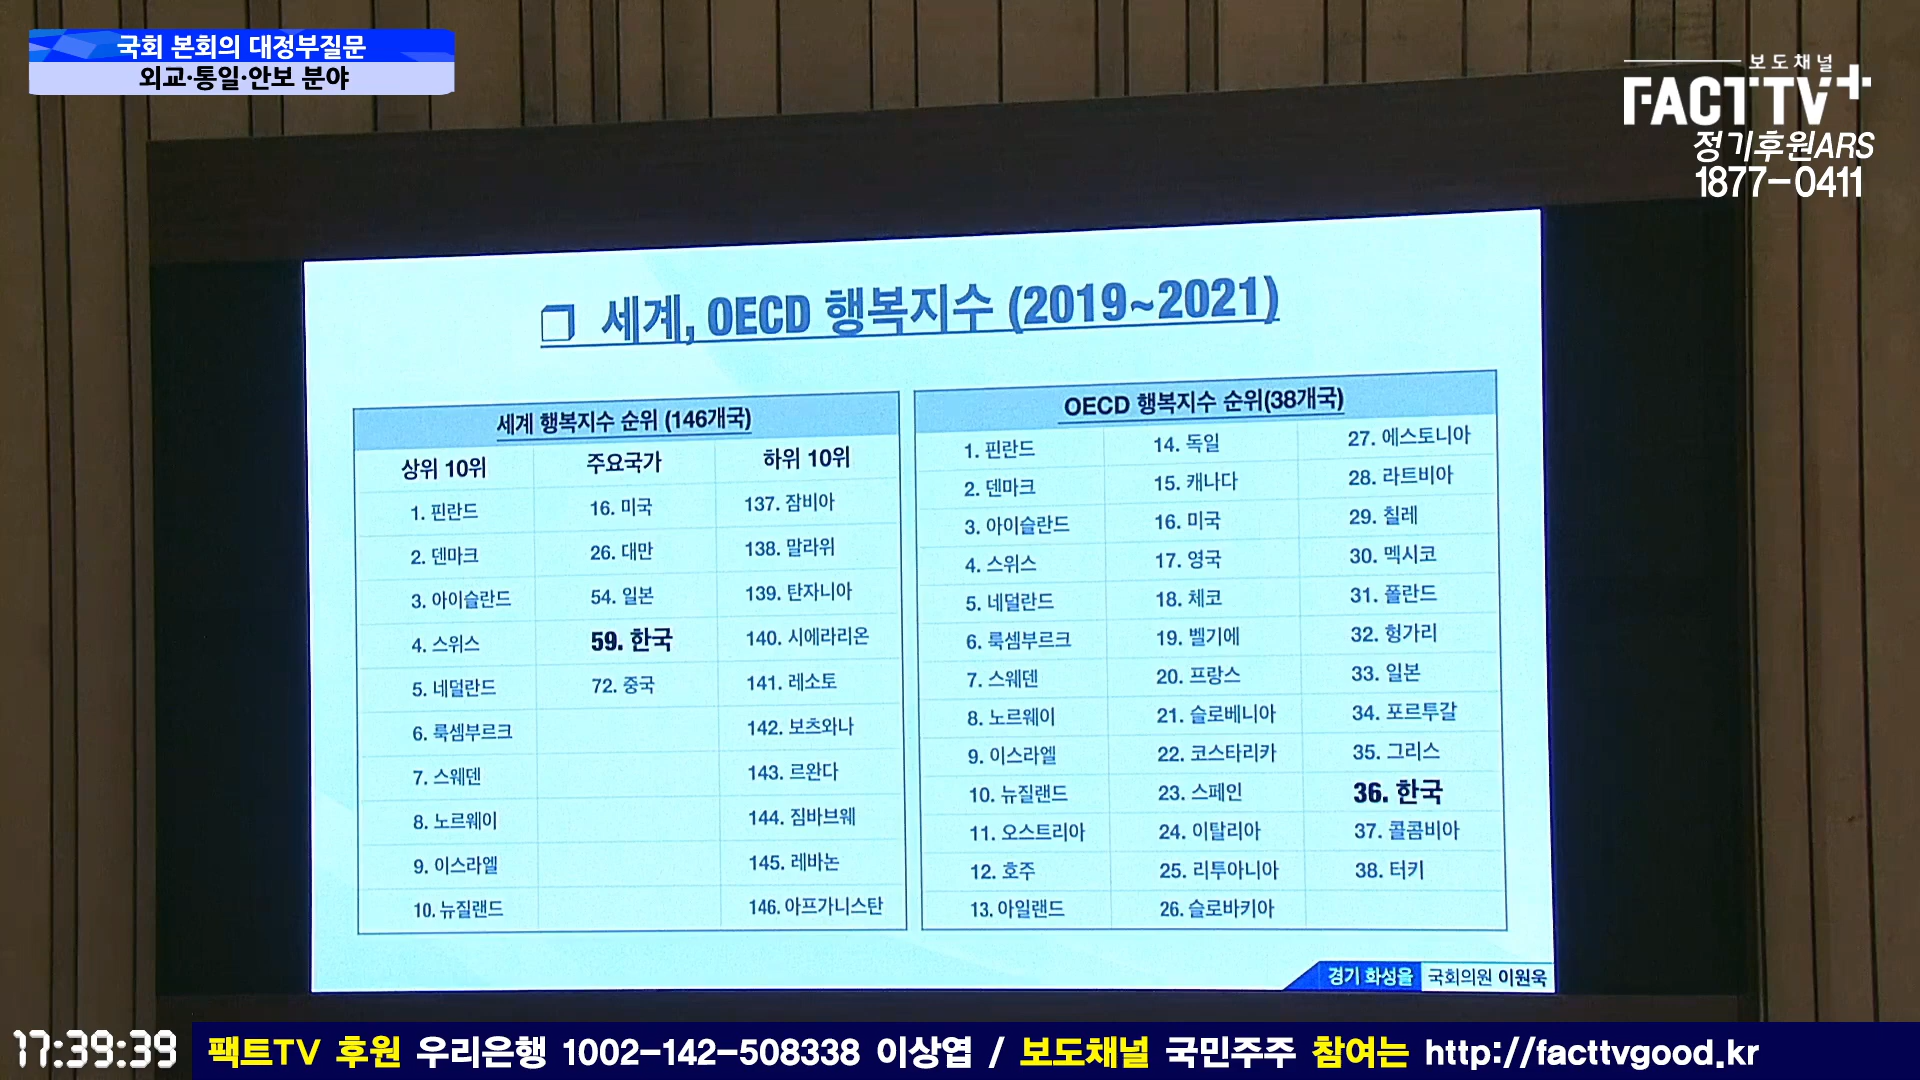 국회 본회의 대정부질문
외교·통일·안보 분야
보도채널
FACTTV+
정기후원ARS
1877-0411
❐ 세계, OECD 행복지수 (2019~2021)
세계 행복지수 순위 (146개국)
상위 10위 주요국가 하위 10위
1. 핀란드 16. 미국 137. 잠비아
2. 덴마크 26. 대만 138. 말라위
3. 아이슬란드 54. 일본 139. 탄자니아
4. 스위스 59. 한국 140. 시에라리온
5. 네덜란드 72. 중국 141. 레소토
6. 룩셈부르크 142. 보츠와나
7. 스웨덴 143. 르완다
8. 노르웨이 144. 짐바브웨
9. 이스라엘 145. 레바논
10. 뉴질랜드 146. 아프가니스탄
OECD 행복지수 순위(38개국)
1. 핀란드 14. 독일 27. 에스토니아
2. 덴마크 15. 캐나다 28. 라트비아
3. 아이슬란드 16. 미국 29. 칠레
4. 스위스 17. 영국 30. 멕시코
5. 네덜란드 18. 체코 31. 폴란드
6. 룩셈부르크 19. 벨기에 32. 헝가리
7. 스웨덴 20. 프랑스 33. 일본
8. 노르웨이 21. 슬로베니아 34. 포르투갈
9. 이스라엘 22. 코스타리카 35. 그리스
10. 뉴질랜드 23. 스페인 36. 한국
11. 오스트리아 24. 이탈리아 37. 콜콤비아
12. 호주 25. 리투아니아 38. 터키
13. 아일랜드 26. 슬로바키아
경기 화성을 국회의원 이원욱
17:39:39 팩트TV 후원 우리은행 1002-142-508338 이상엽 / 보도채널 국민주주 참여는 http://facttvgood.kr